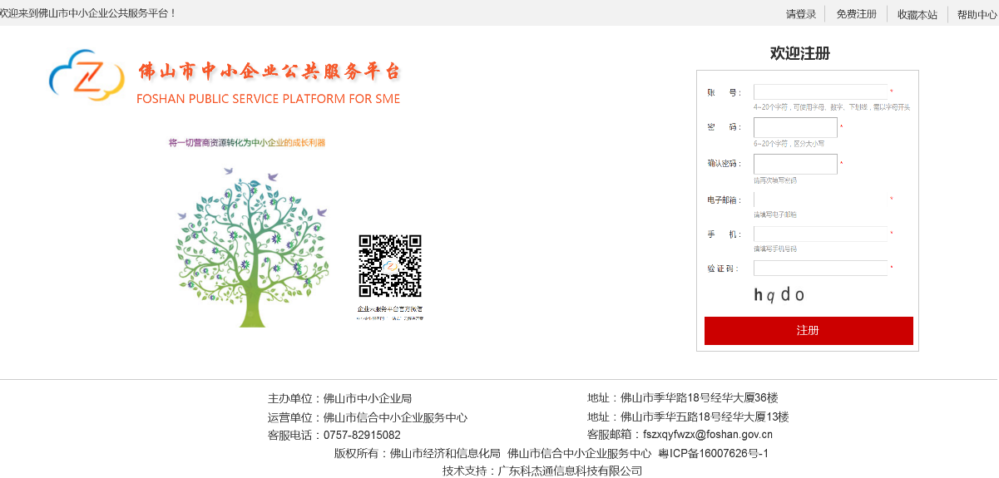 欢迎来到佛山市中小企业公共服务平台！
请登录 免费注册 收藏本站 帮助中心
佛山市中小企业公共服务平台
FOSHAN PUBLIC SERVICE PLATFORM FOR SME
将一切营商资源转化为中小企业的成长利器
企业云服务平台官方微信
欢迎注册
账 号： *
4~20个字符，可使用字母、数字、下划线，需以字母开头
密 码： *
6~20个字符，区分大小写
确认密码： *
请再次填写密码
电子邮箱： *
请填写电子邮箱
手 机： *
请填写手机号码
验 证 码： *
hqdo
注册
主办单位：佛山市中小企业局
地址：佛山市季华路18号经华大厦36楼
运营单位：佛山市信合中小企业服务中心
地址：佛山市季华五路18号经华大厦13楼
客服电话：0757-82915082
客服邮箱：fszxqyfwzx@foshan.gov.cn
版权所有：佛山市经济和信息化局 佛山市信合中小企业服务中心 粤ICP备16007626号-1
技术支持：广东科杰通信息科技有限公司